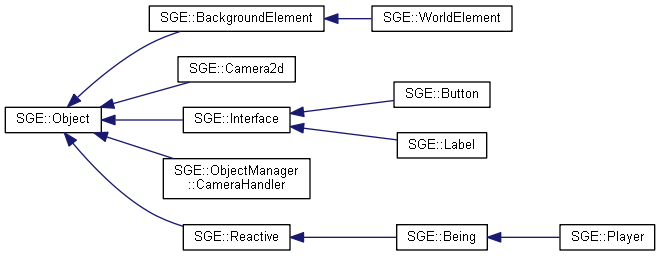 SGE::BackgroundElement
SGE::WorldElement
SGE::Camera2d
SGE::Button
SGE::Object
SGE::Interface
SGE::Label
SGE::ObjectManager
::CameraHandler
SGE::Reactive
SGE::Being
SGE::Player